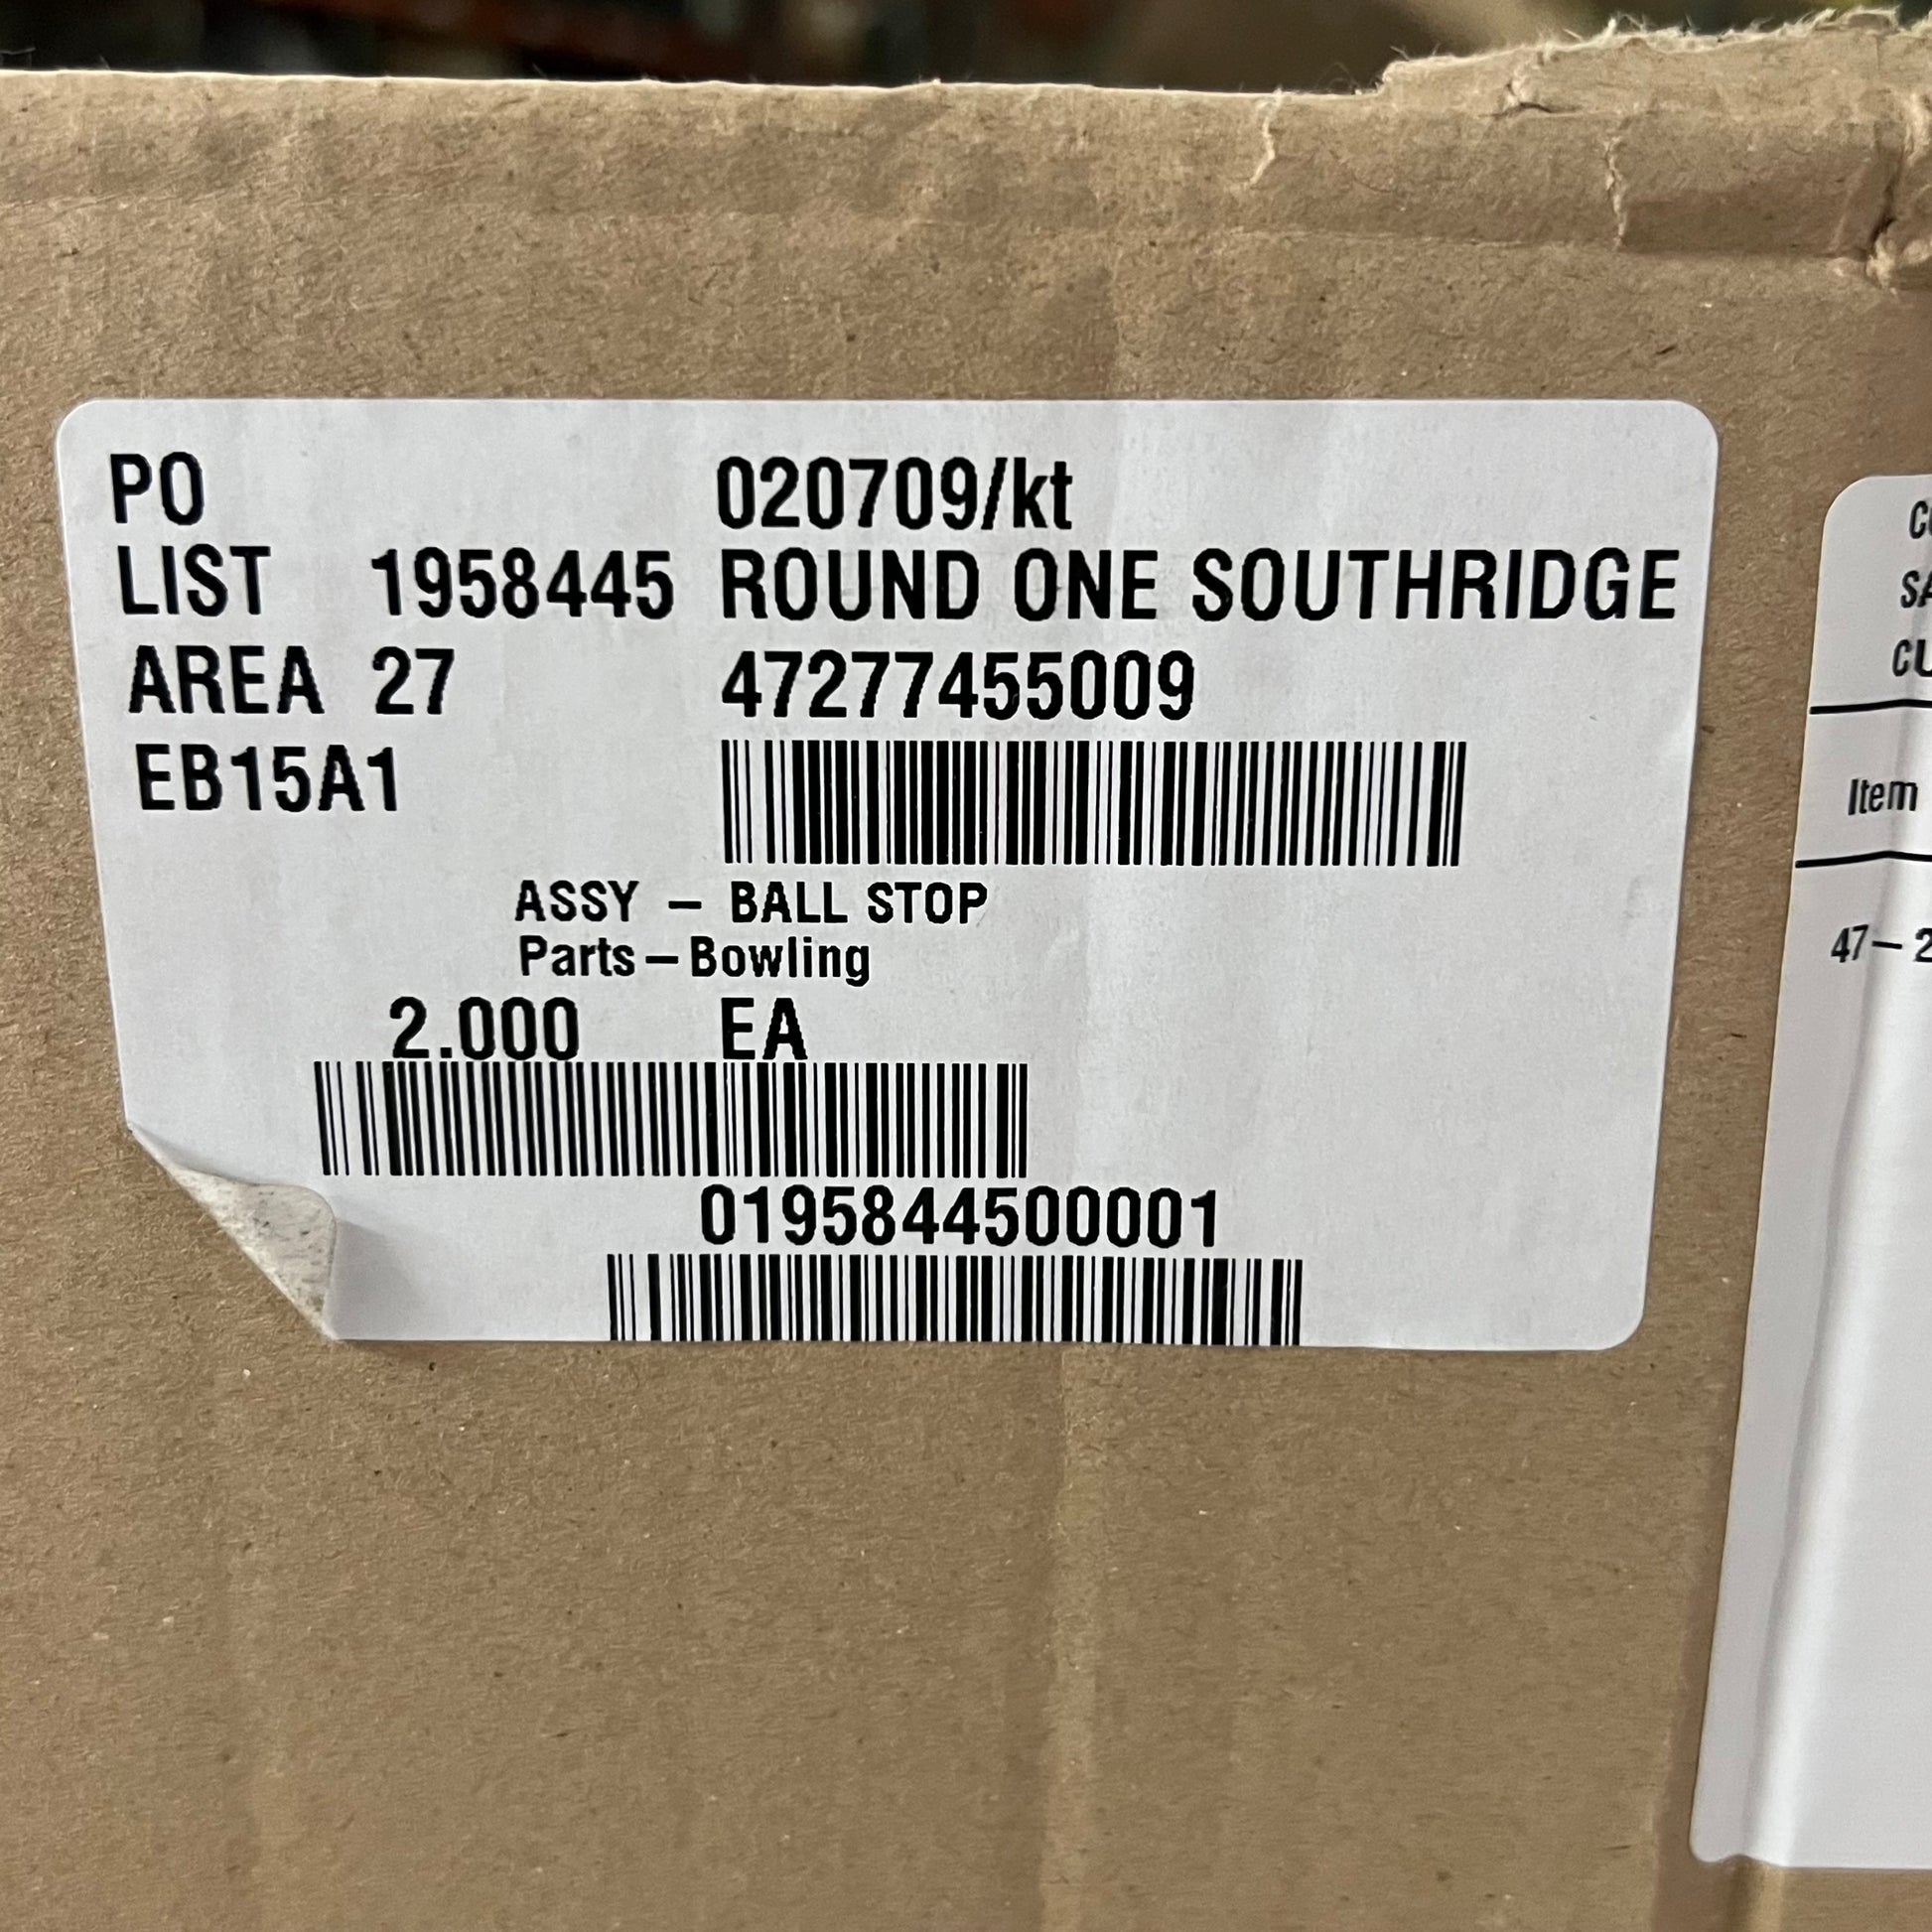 PO 020709/kt
LIST 1958445 ROUND ONE SOUTHRIDGE
AREA 27 47277455009
EB15A1
ASSY - BALL STOP
Parts-Bowling
2.000 EA
0195844500001
Item
47-2